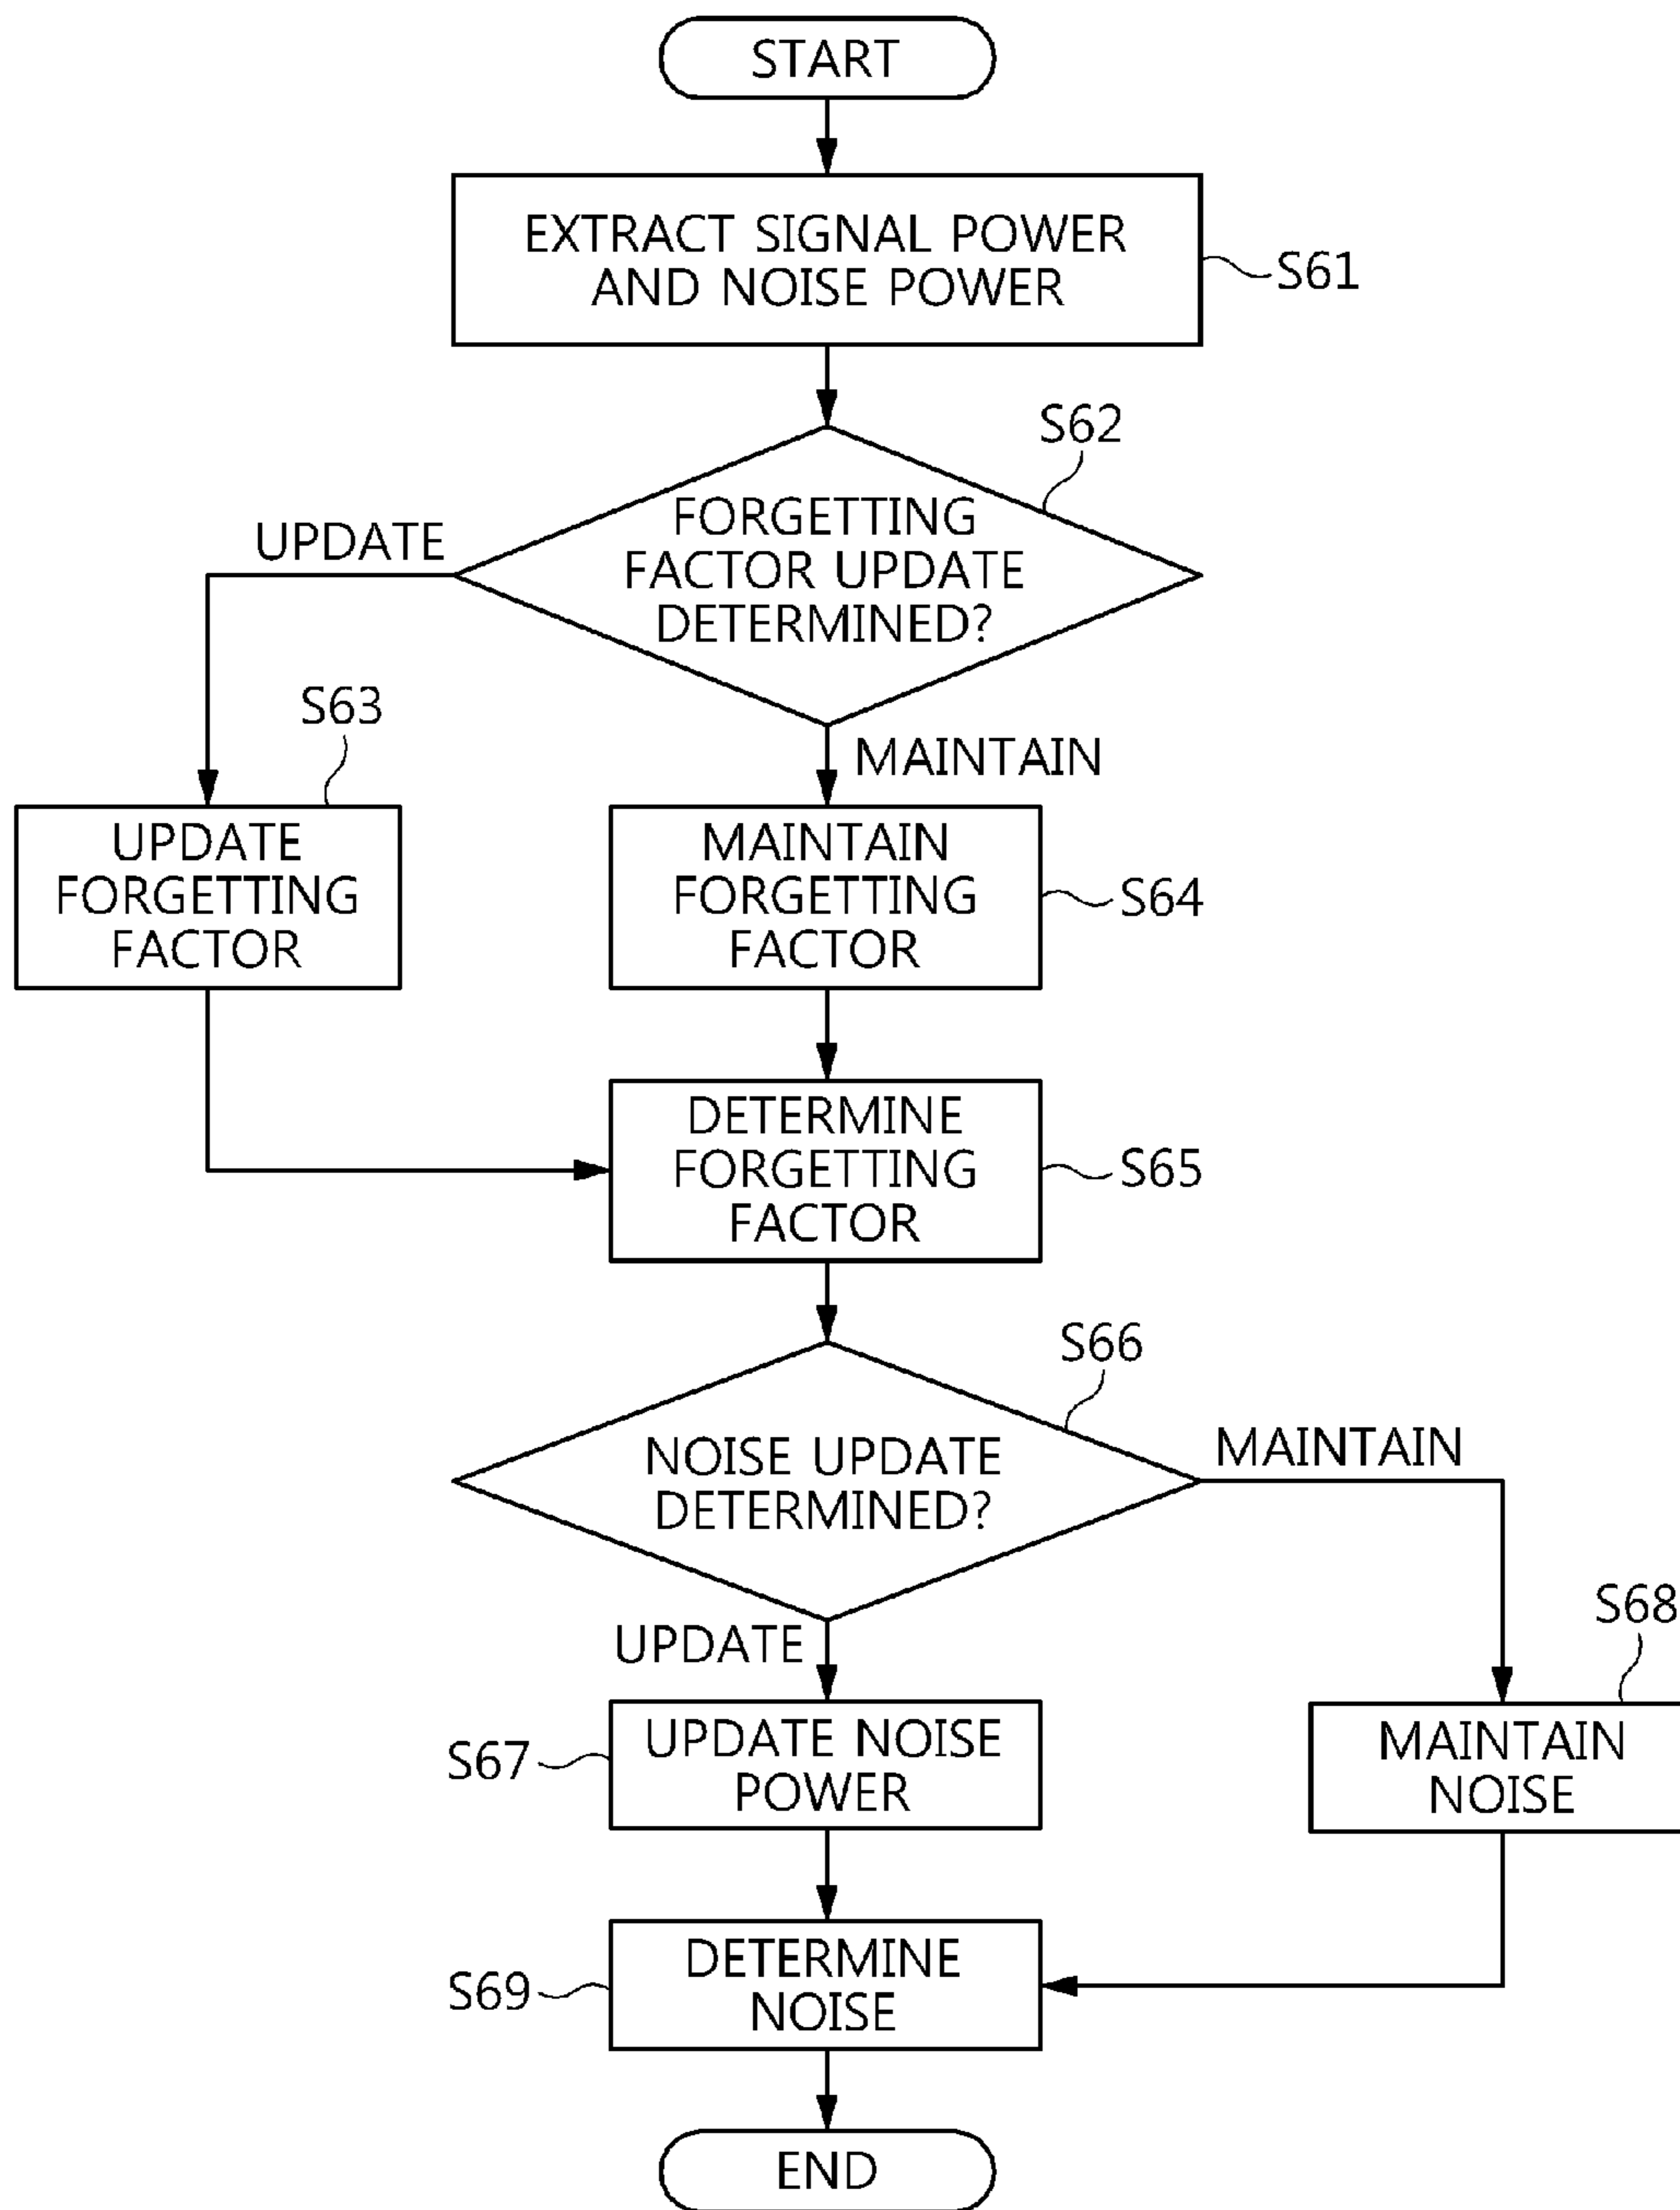 START
EXTRACT SIGNAL POWER
AND NOISE POWER
S61
S62
FORGETTING
FACTOR UPDATE
DETERMINED?
UPDATE
MAINTAIN
S63
UPDATE
FORGETTING
FACTOR
MAINTAIN
FORGETTING
FACTOR
S64
DETERMINE
FORGETTING
FACTOR
S65
S66
NOISE UPDATE
DETERMINED?
MAINTAIN
UPDATE
S67
UPDATE NOISE
POWER
S68
MAINTAIN
NOISE
S69
DETERMINE
NOISE
END